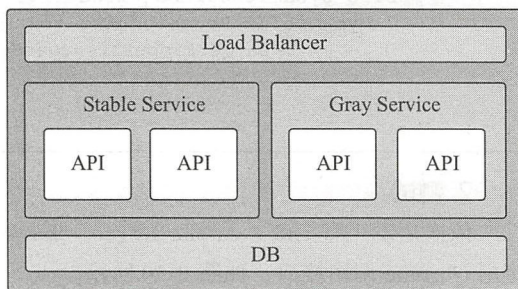 Load Balancer
Stable Service
Gray Service
API
API
API
API
DB